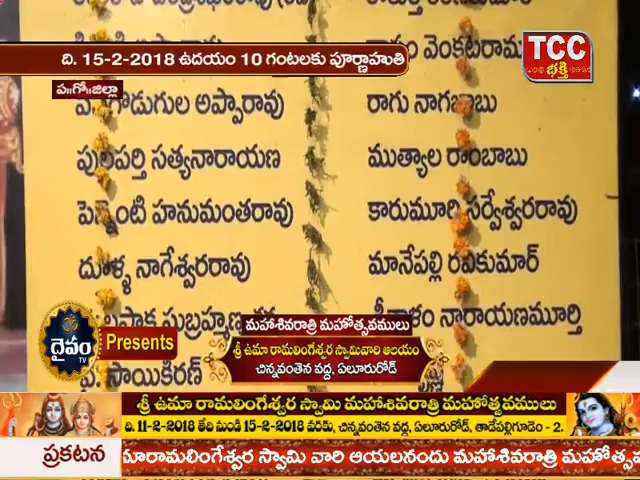 ది. 15-2-2018 ఉదయం 10 గంటలకు పూర్ణాహుతి
TCC
భక్తి
ప॥గో॥జిల్లా
వెంకటరామ
గొడుగుల అప్పారావు
రాగు నాగబాబు
పులపర్తి సత్యనారాయణ
ముత్యాల రాంబాబు
పెన్నెంటి హనుమంతరావు
కారుమూరి సర్వేశ్వరరావు
దూళ్ళ నాగేశ్వరరావు
మానేపల్లి రవికుమార్
నారాయణమూర్తి
సాయికిరణ్
దైవం
TV
Presents
మహాశివరాత్రి మహోత్సవములు
శ్రీ ఉమా రామలింగేశ్వర స్వామివారి ఆలయం
చిన్నవంతెన వద్ద, ఏలూరురోడ్
శ్రీ ఉమా రామలింగేశ్వర స్వామి మహాశివరాత్రి మహోత్సవములు
ది. 11-2-2018 తేది నుండి 15-2-2018 వరకు, చిన్నవంతెన వద్ద, ఏలూరురోడ్, తాడేపల్లిగూడెం - 2.
ప్రకటన
మారామలింగేశ్వర స్వామి వారి ఆయలనందు మహాశివరాత్రి మహోత్స